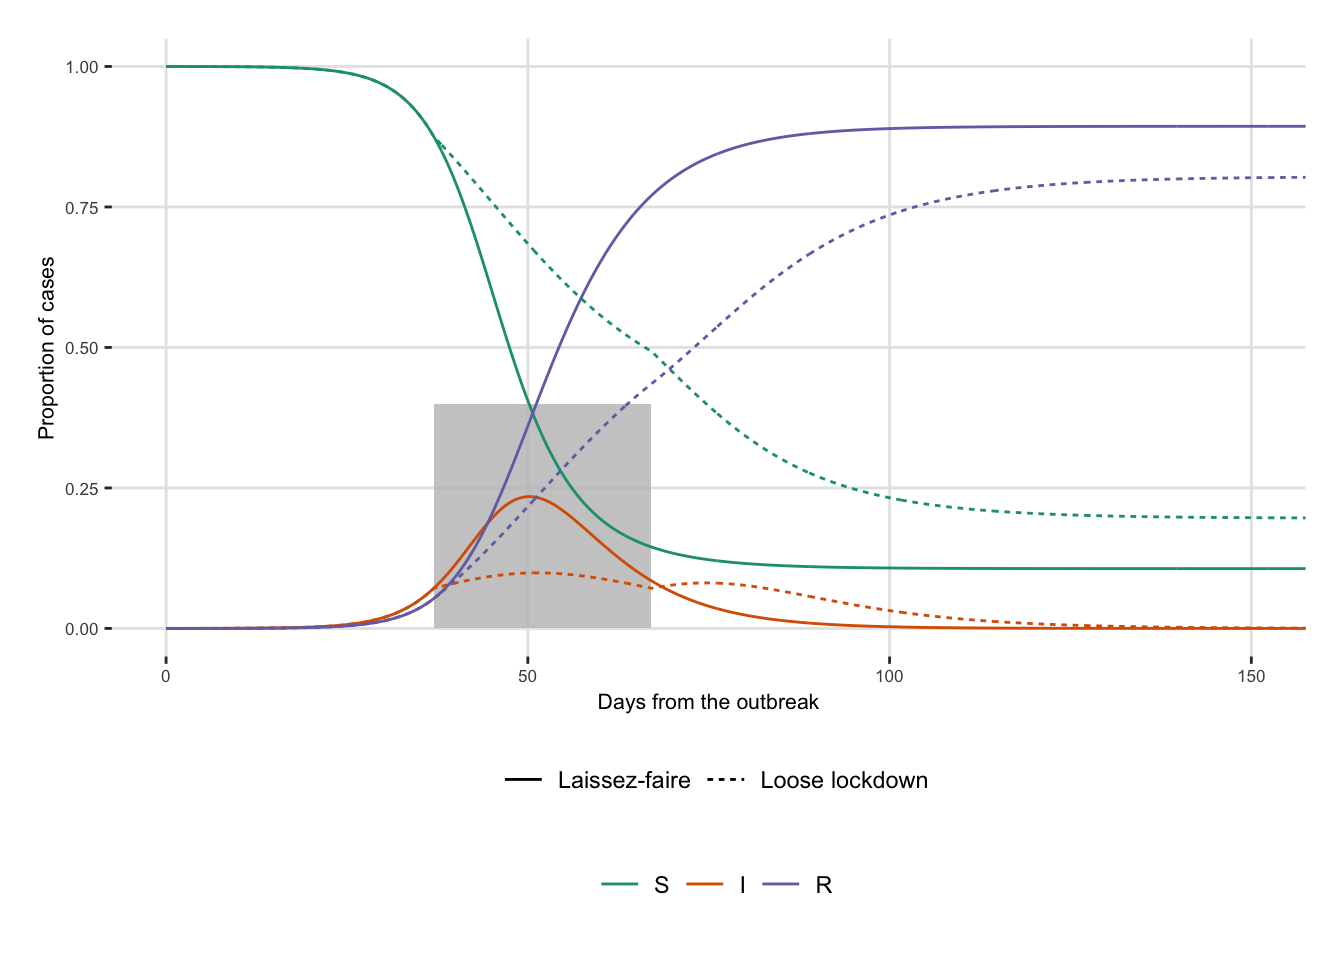 1.00
0.75
0.50
0.25
0.00
Proportion of cases
0 50 100 150
Days from the outbreak
Laissez-faire Loose lockdown
S I R